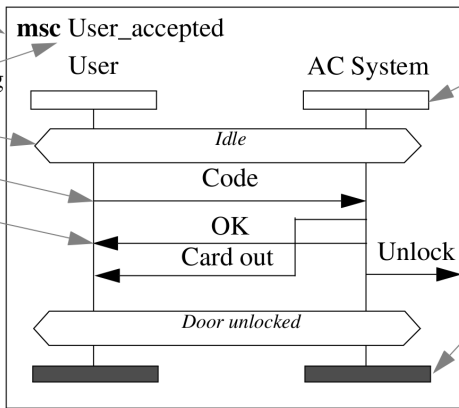 msc User_accepted
g
User AC System
Idle
Code
OK
Card out
Unlock
Door unlocked